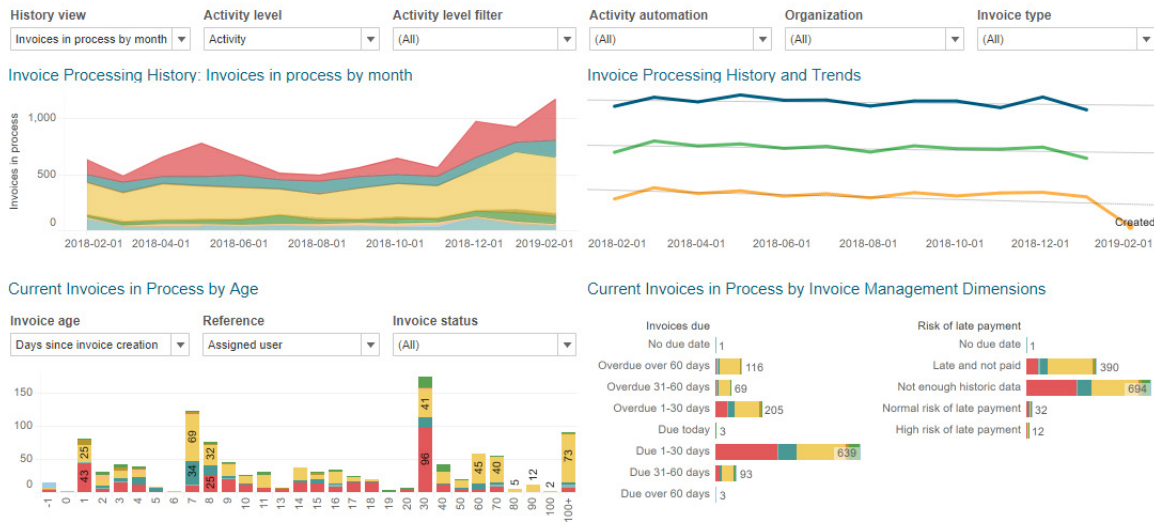 History view Activity level Activity level filter Activity automation Organization Invoice type
Invoices in process by month Activity (All) (All) (All) (All)
Invoice Processing History: Invoices in process by month
1,000
500
0
Invoices in process
2018-02-01 2018-04-01 2018-06-01 2018-08-01 2018-10-01 2018-12-01 2019-02-01
Invoice Processing History and Trends
Created
2018-02-01 2018-04-01 2018-06-01 2018-08-01 2018-10-01 2018-12-01 2019-02-01
Current Invoices in Process by Age
Invoice age Reference Invoice status
Days since invoice creation Assigned user (All)
150
100
50
0
43 25 34 69 25 32 96 41 45 40 5 12 2 73
-1 0 1 2 3 4 5 6 7 8 9 10 11 13 14 15 16 17 18 19 20 30 40 50 60 70 80 90 100 100+
Current Invoices in Process by Invoice Management Dimensions
Invoices due
No due date 1
Overdue over 60 days 116
Overdue 31-60 days 69
Overdue 1-30 days 205
Due today 3
Due 1-30 days 639
Due 31-60 days 93
Due over 60 days 3
Risk of late payment
No due date 1
Late and not paid 390
Not enough historic data 694
Normal risk of late payment 32
High risk of late payment 12